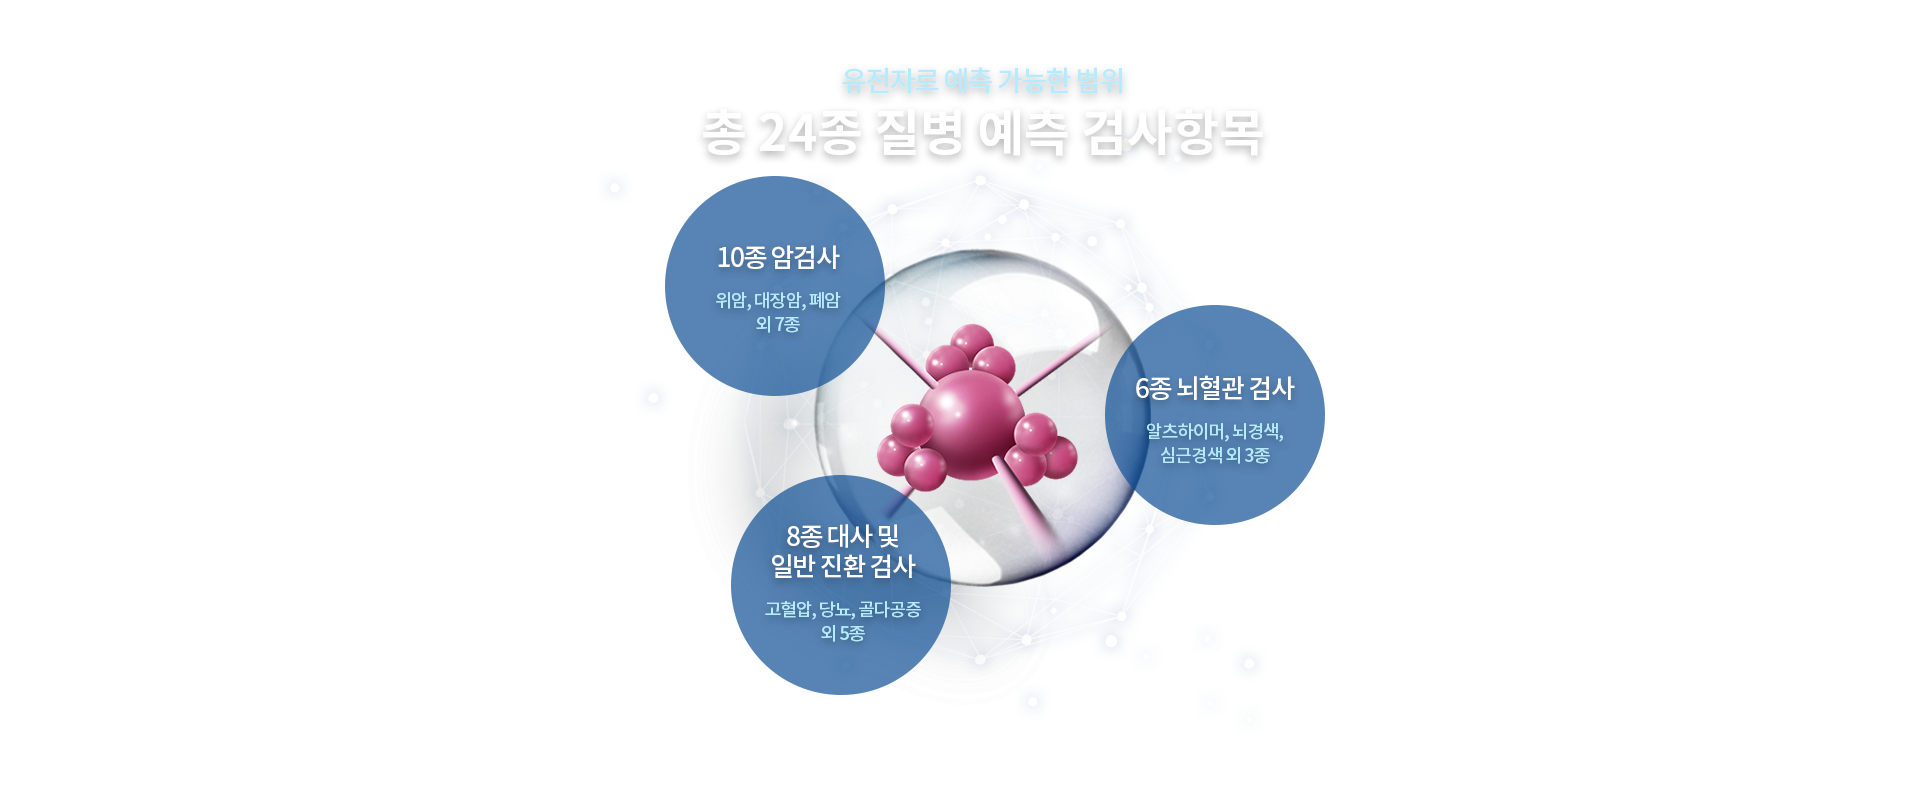 유전자로 예측 가능한 범위
총 24종 질병 예측 검사항목
10종 암검사
위암, 대장암, 폐암
외 7종
6종 뇌혈관 검사
알츠하이머, 뇌경색,
심근경색 외 3종
8종 대사 및
일반 진환 검사
고혈압, 당뇨, 골다공증
외 5종